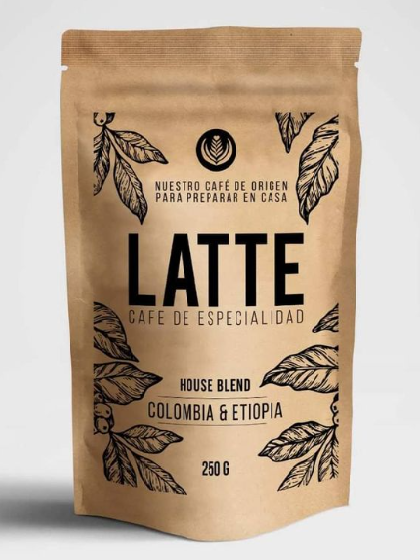 NUESTRO CAFÉ DE ORIGEN
PARA PREPARAR EN CASA
LATTE
CAFE DE ESPECIALIDAD
HOUSE BLEND
COLOMBIA & ETIOPIA
250 G